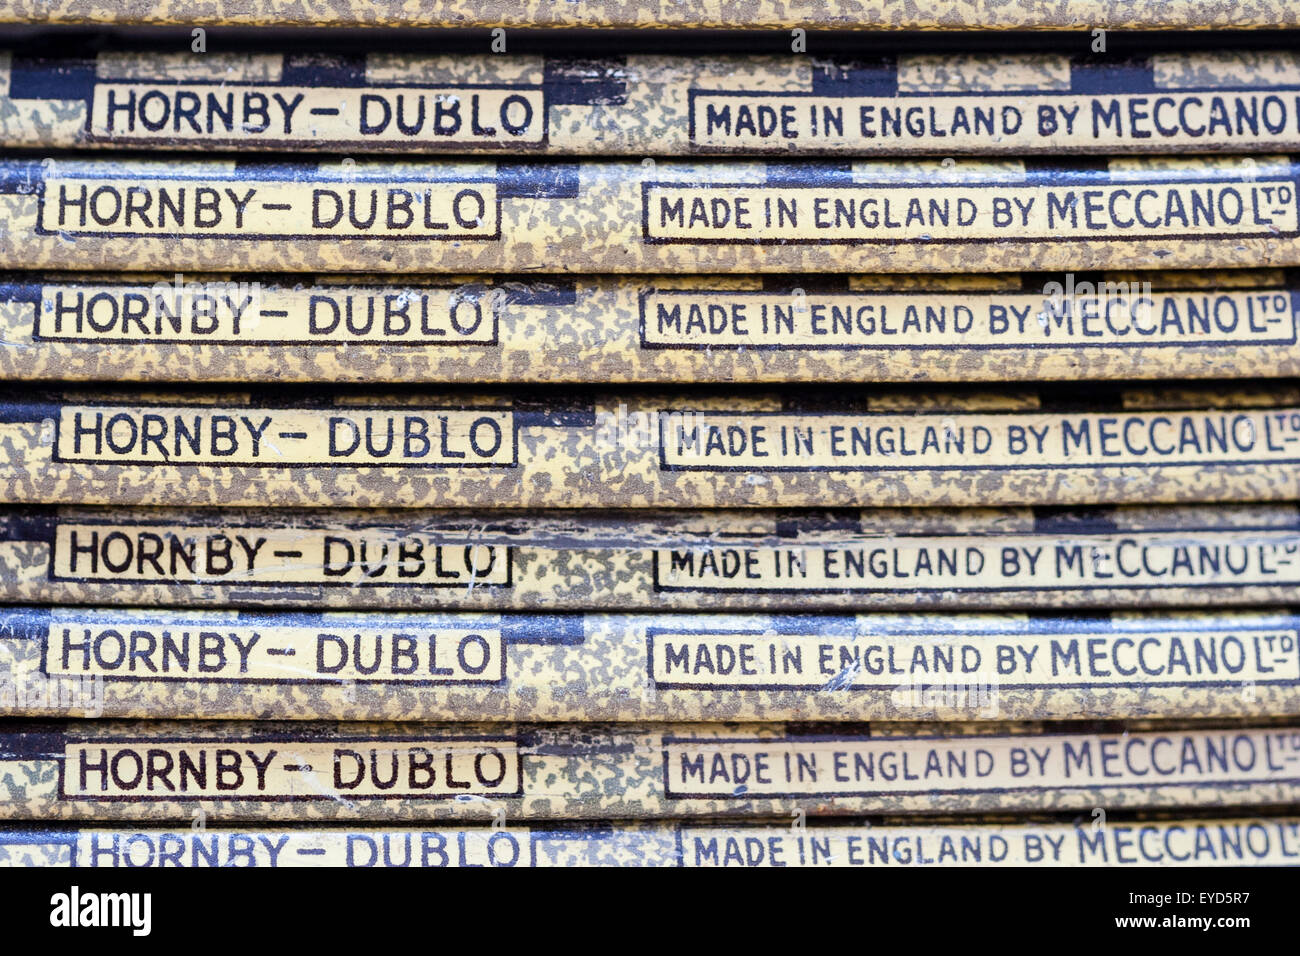 HORNBY – DUBLO MADE IN ENGLAND BY MECCANO
HORNBY – DUBLO MADE IN ENGLAND BY MECCANO LTD
HORNBY – DUBLO MADE IN ENGLAND BY MECCANO LTD
HORNBY – DUBLO MADE IN ENGLAND BY MECCANO LTD
HORNBY – DUBLO MADE IN ENGLAND BY MECCANO LTD
HORNBY – DUBLO MADE IN ENGLAND BY MECCANO LTD
HORNBY – DUBLO MADE IN ENGLAND BY MECCANO LTD
HORNBY – DUBLO MADE IN ENGLAND BY MECCANO LTD
alamy stock photo
EYD5R7
www.alamy.com